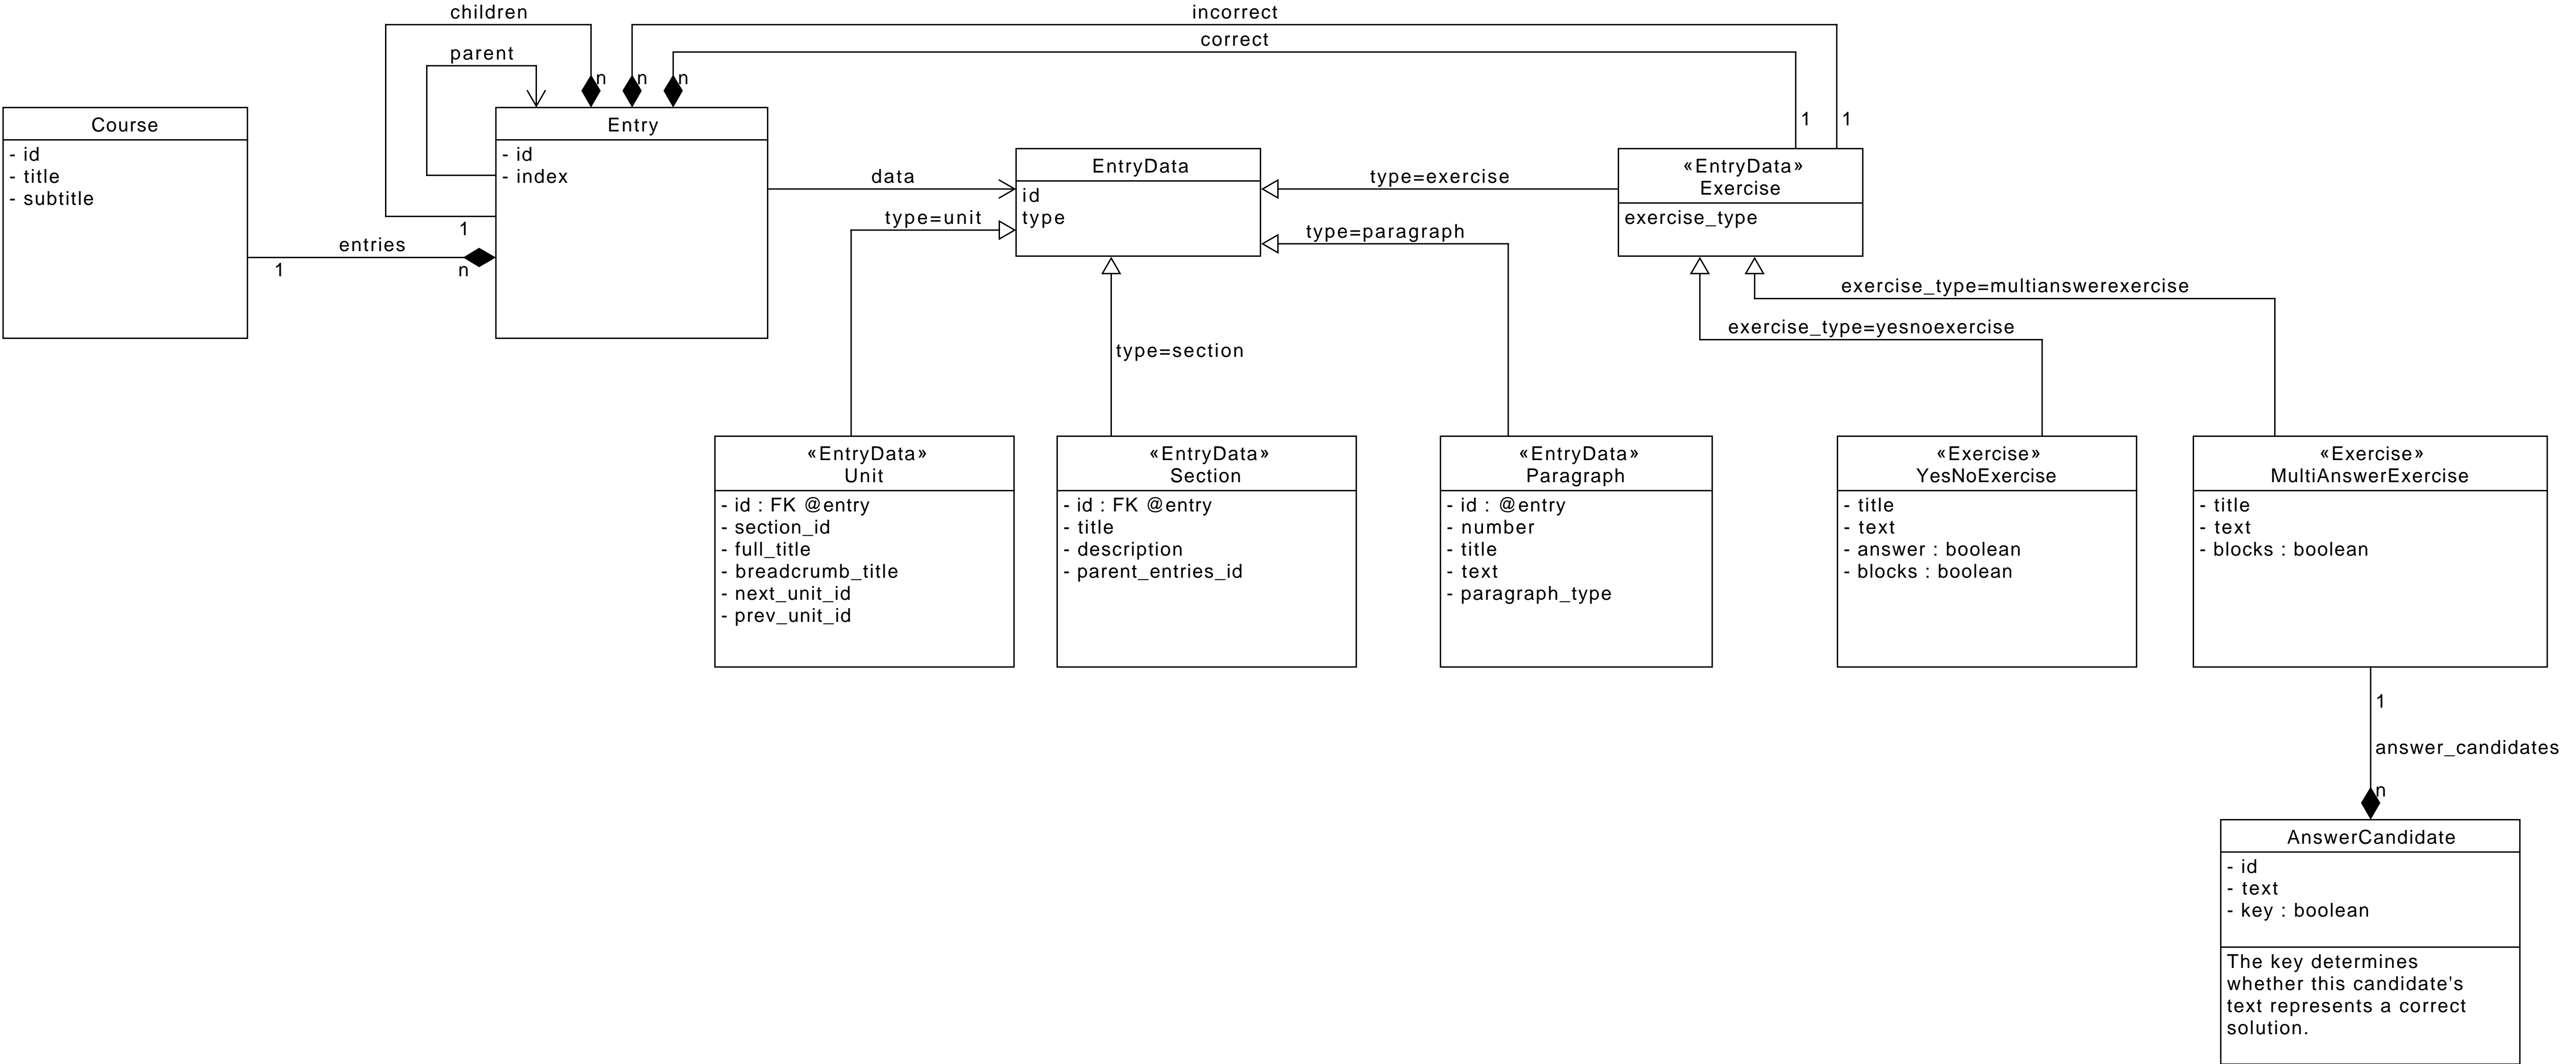 children
incorrect
correct
parent
n
n
n
Course
- id
- title
- subtitle
Entry
- id
- index
1
entries
1
n
data
type=unit
EntryData
id
type
type=exercise
type=paragraph
1
1
«EntryData»
Exercise
exercise_type
exercise_type=multianswerexercise
exercise_type=yesnoexercise
type=section
«EntryData»
Unit
- id : FK @entry
- section_id
- full_title
- breadcrumb_title
- next_unit_id
- prev_unit_id
«EntryData»
Section
- id : FK @entry
- title
- description
- parent_entries_id
«EntryData»
Paragraph
- id : @entry
- number
- title
- text
- paragraph_type
«Exercise»
YesNoExercise
- title
- text
- answer : boolean
- blocks : boolean
«Exercise»
MultiAnswerExercise
- title
- text
- blocks : boolean
1
answer_candidates
n
AnswerCandidate
- id
- text
- key : boolean
The key determines
whether this candidate's
text represents a correct
solution.